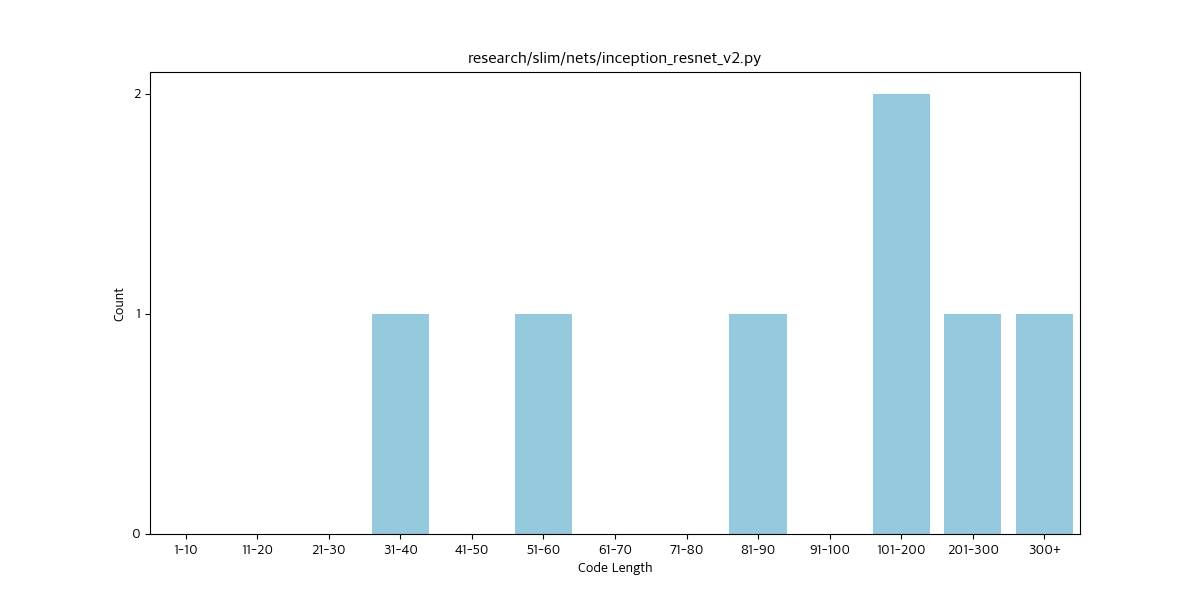 research/slim/nets/inception_resnet_v2.py
2
1
0
Count
1-10 11-20 21-30 31-40 41-50 51-60 61-70 71-80 81-90 91-100 101-200 201-300 300+
Code Length